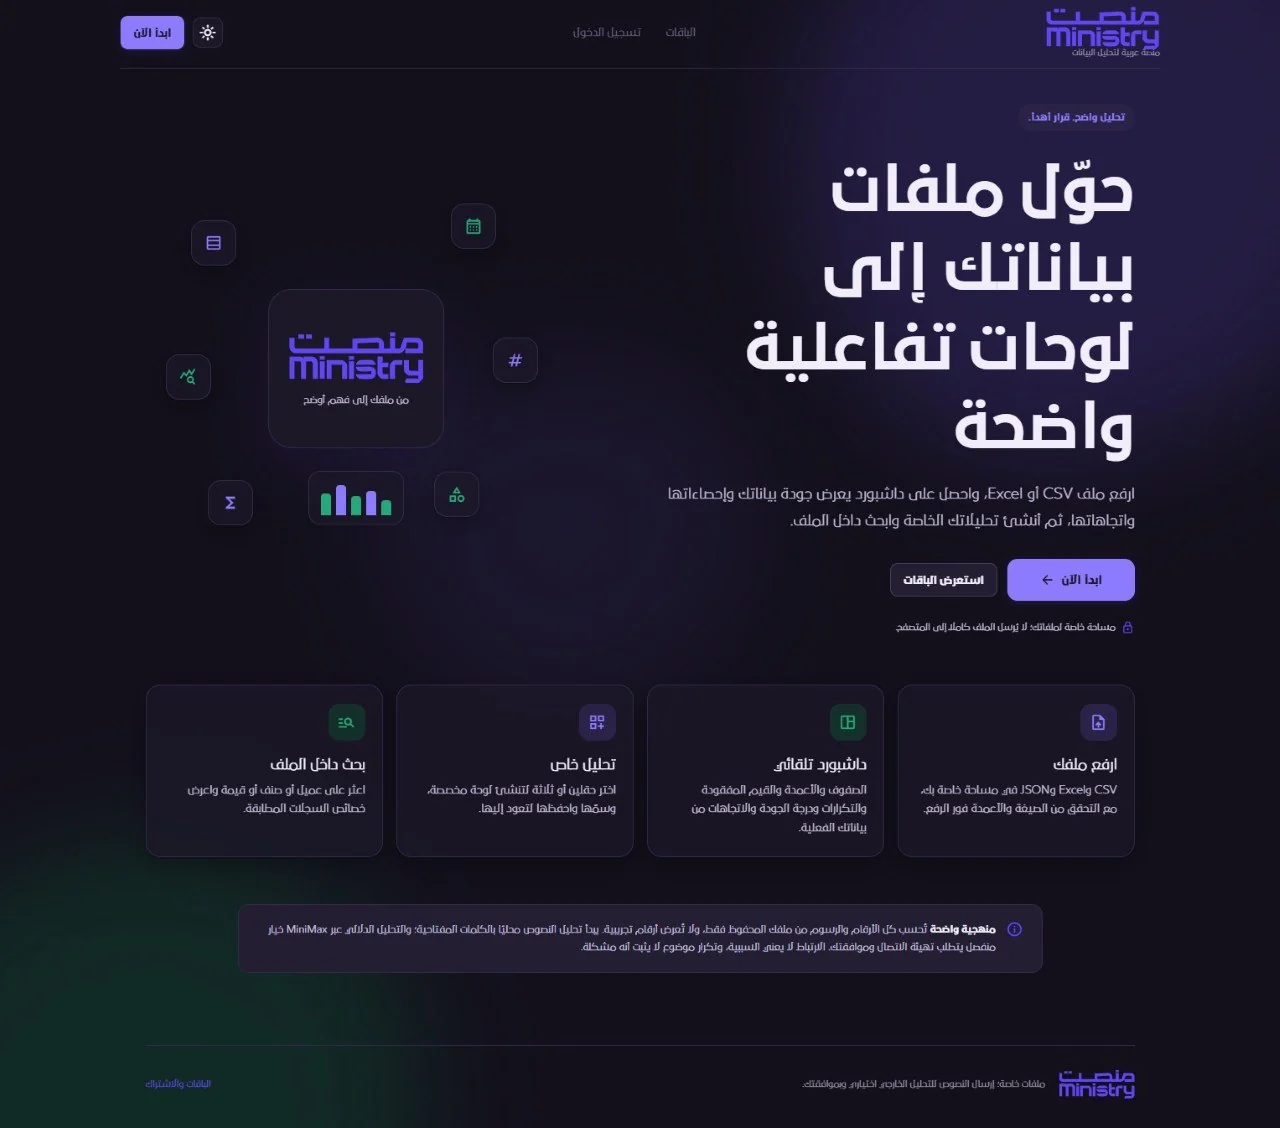 منصت
Ministry
منصة عربية لتحليل البيانات
الباقات
تسجيل الدخول
ابدأ الآن
تحليل واضح. قرار أهدأ.
حوّل ملفات
بياناتك إلى
لوحات تفاعلية
واضحة
ارفع ملف CSV أو Excel، واحصل على داشبورد يعرض جودة بياناتك وإحصاءاتها
واتجاهاتها، ثم أنشئ تحليلاتك الخاصة وابحث داخل الملف.
ابدأ الآن ←
استعرض الباقات
مساحة خاصة لملفاتك؛ لا يُرسل الملف كاملًا إلى المتصفح.
منصت
Ministry
من ملفك إلى فهم أوضح
#
Σ
ارفع ملفك
CSV وExcel وJSON في مساحة خاصة بك،
مع التحقق من الصيغة والأعمدة فور الرفع.
داشبورد تلقائي
الصفوف والأعمدة والقيم المفقودة
والتكرارات ودرجة الجودة والاتجاهات من
بياناتك الفعلية.
تحليل خاص
اختر حقلين أو ثلاثة لتنشئ لوحة مخصصة،
وسمّها واحفظها لتعود إليها.
بحث داخل الملف
اعثر على عميل أو صنف أو قيمة واعرض
خصائص السجلات المطابقة.
منهجية واضحة تُحسب كل الأرقام والرسوم من ملفك المحفوظ فقط، ولا تُعرض أرقام تجريبية. يبدأ تحليل النصوص محليًا بالكلمات المفتاحية؛ والتحليل الدلالي عبر MiniMax خيار
منفصل يتطلب تهيئة الاتصال وموافقتك. الارتباط لا يعني السببية، وتكرار موضوع لا يثبت أنه مشكلة.
منصت
Ministry
ملفات خاصة؛ إرسال النصوص للتحليل الخارجي اختياري وبموافقتك.
الباقات والاشتراك